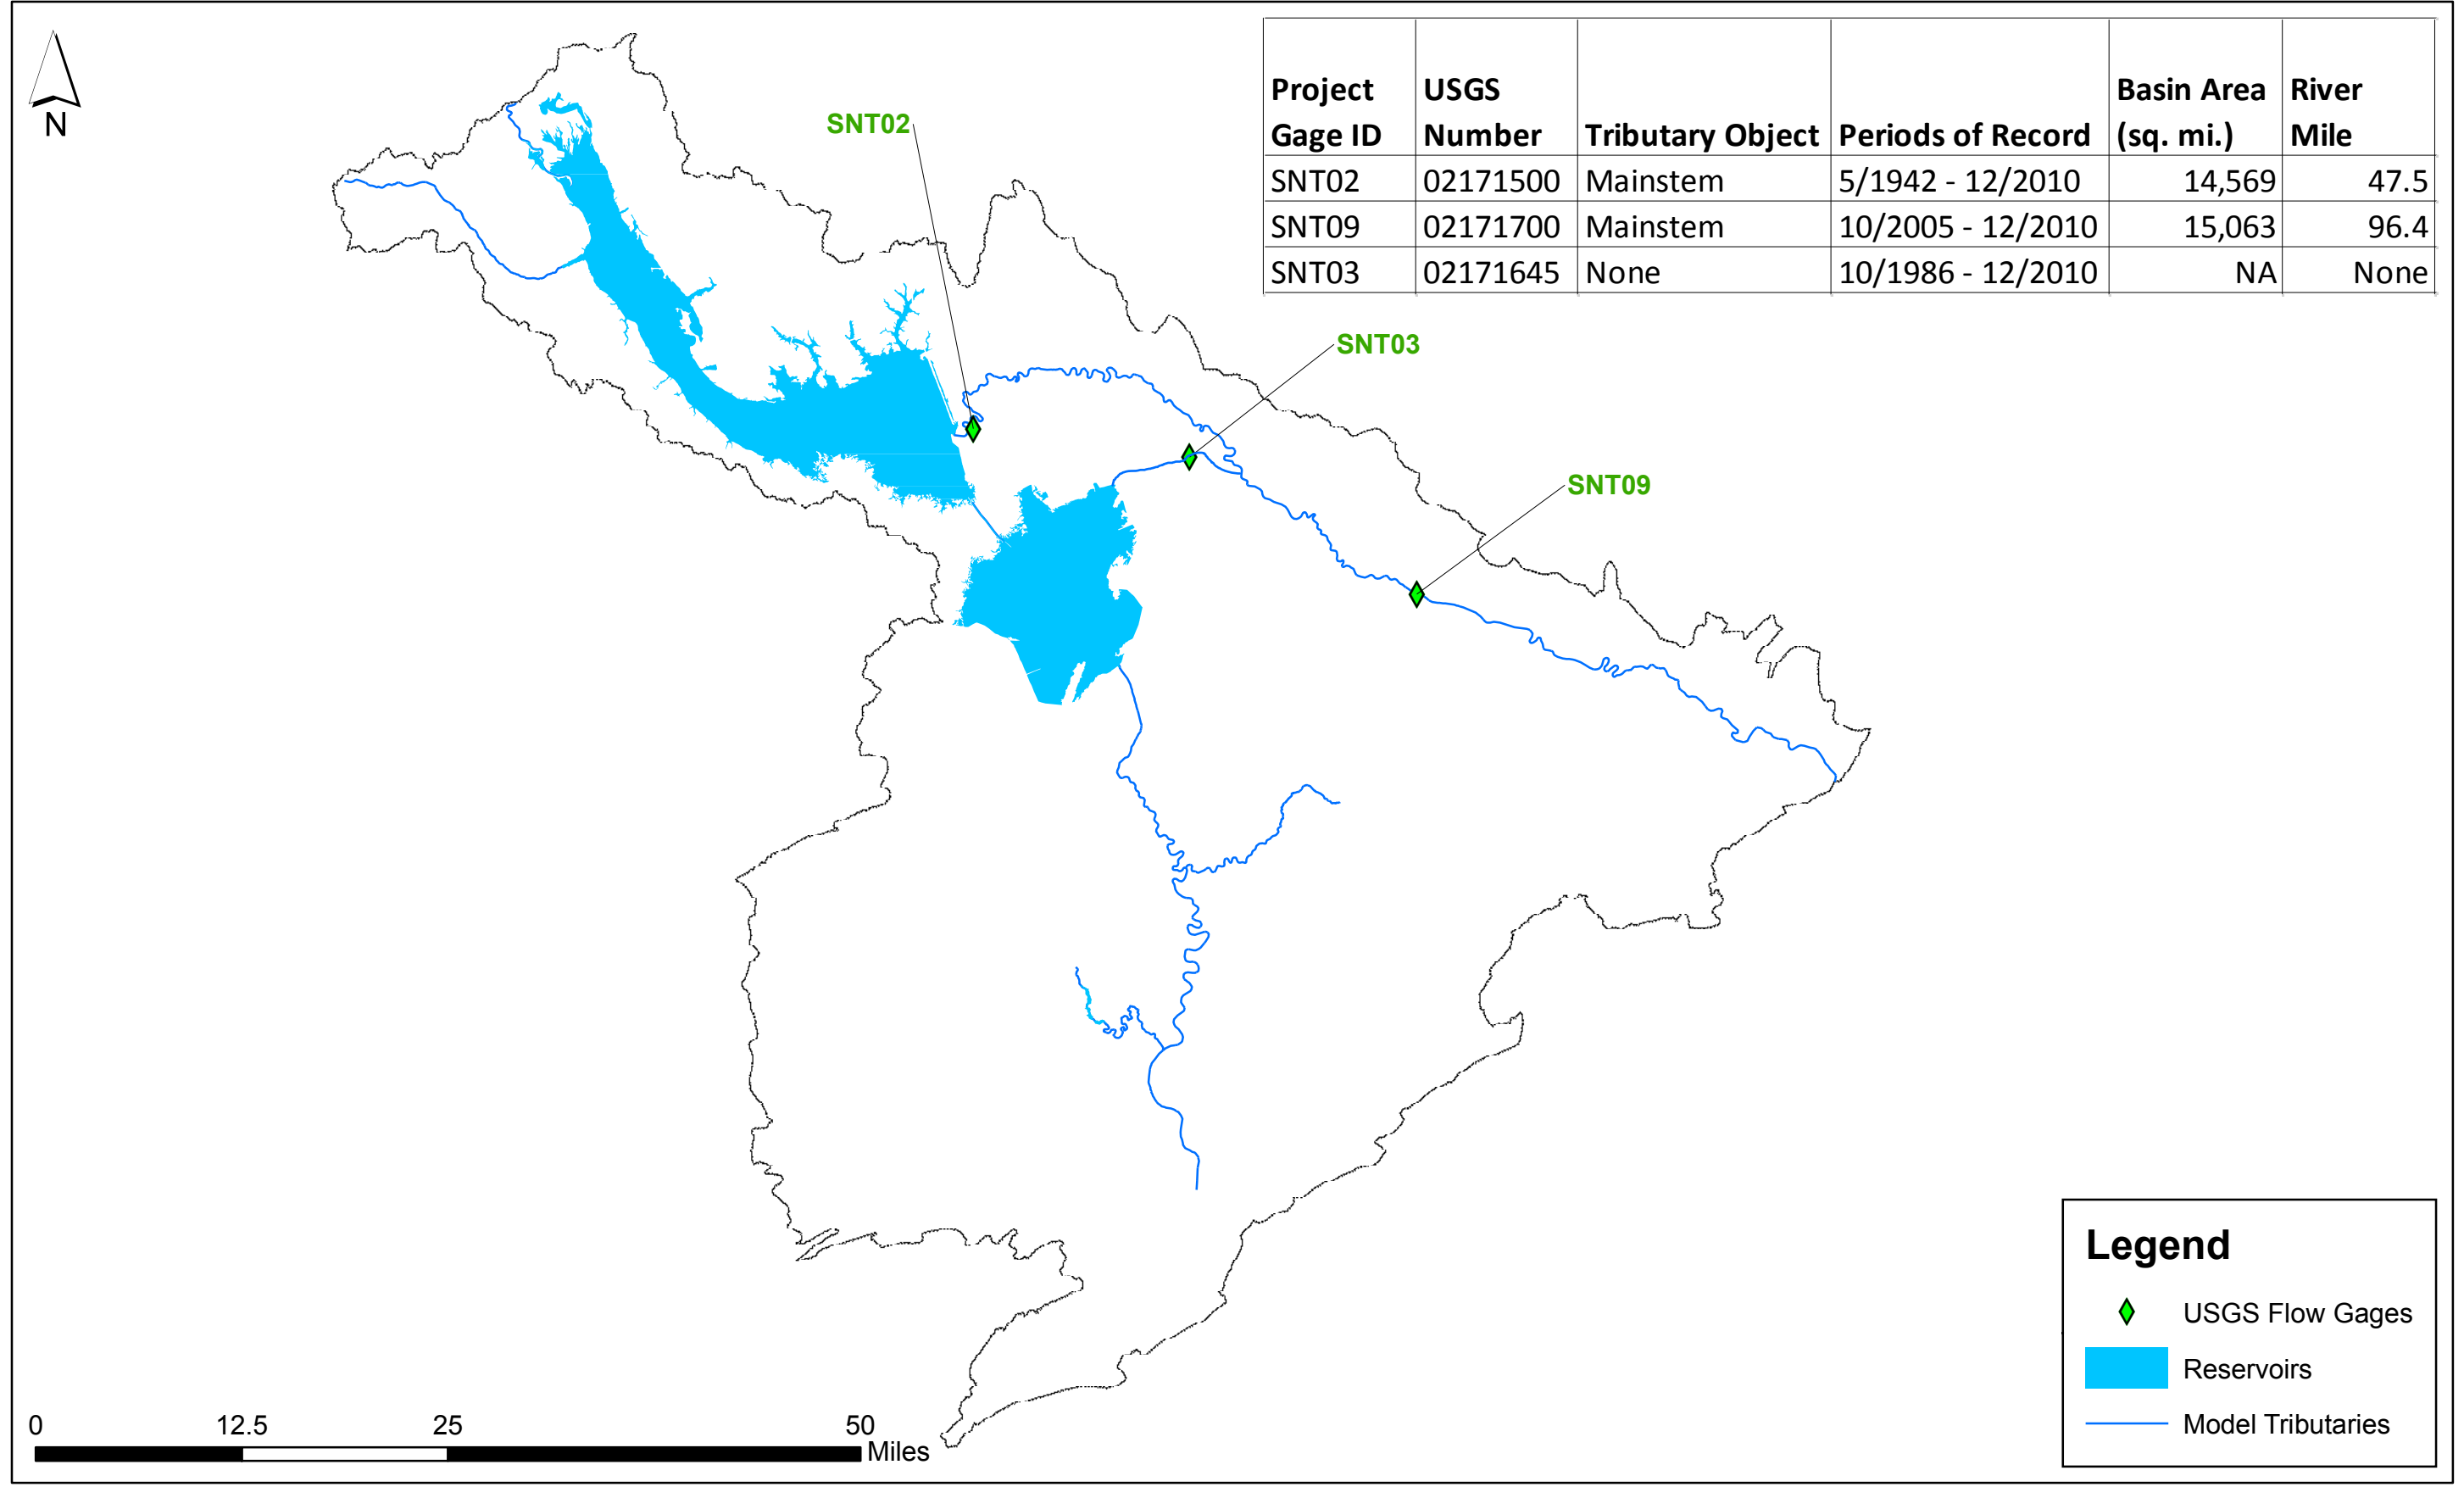 Project Gage ID USGS Number Tributary Object Periods of Record Basin Area (sq. mi.) River Mile
SNT02 02171500 Mainstem 5/1942 - 12/2010 14,569 47.5
SNT09 02171700 Mainstem 10/2005 - 12/2010 15,063 96.4
SNT03 02171645 None 10/1986 - 12/2010 NA None
N
SNT02
SNT03
SNT09
Legend
USGS Flow Gages
Reservoirs
Model Tributaries
0 12.5 25 50
Miles